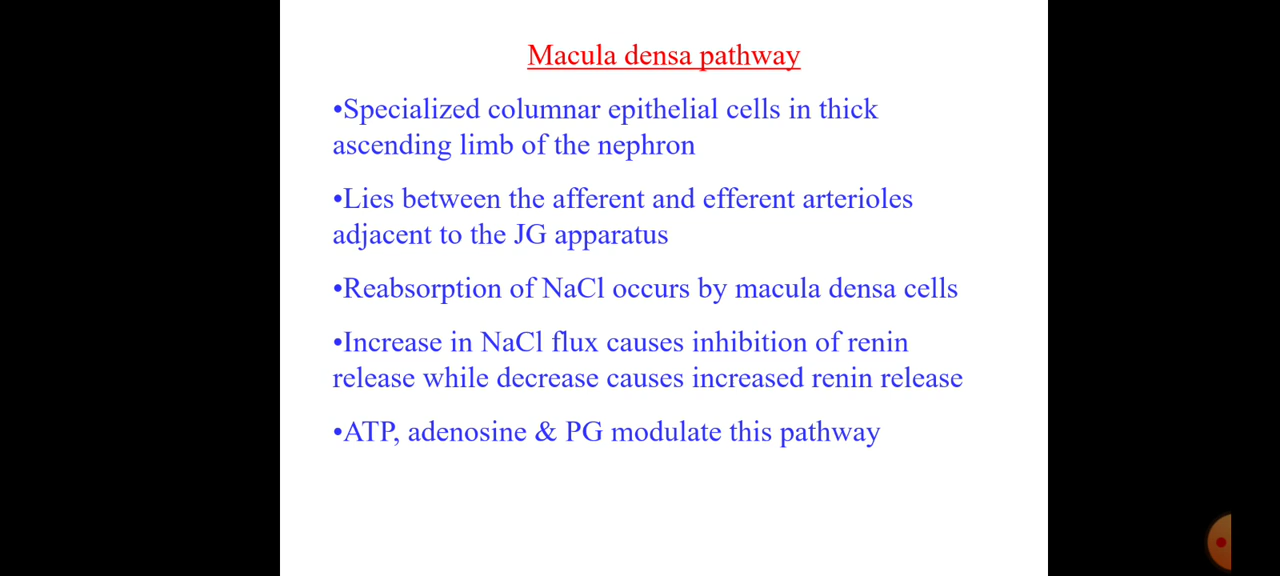 Macula densa pathway
•Specialized columnar epithelial cells in thick
ascending limb of the nephron
•Lies between the afferent and efferent arterioles
adjacent to the JG apparatus
•Reabsorption of NaCl occurs by macula densa cells
•Increase in NaCl flux causes inhibition of renin
release while decrease causes increased renin release
•ATP, adenosine & PG modulate this pathway